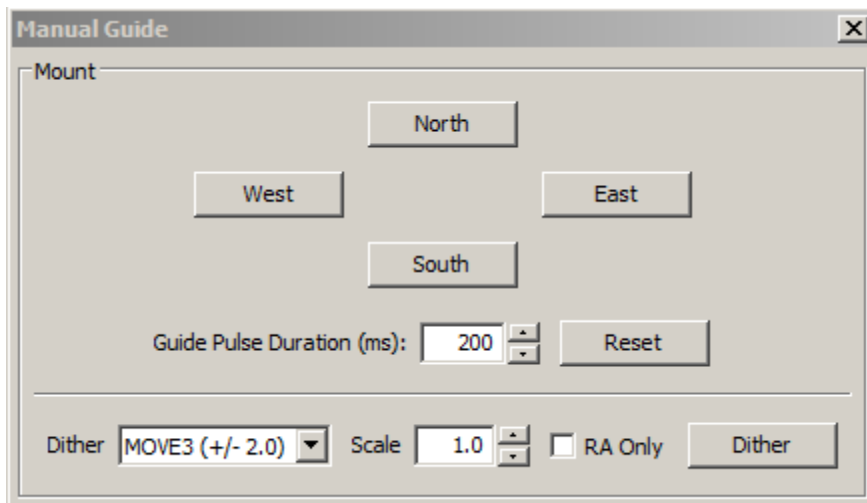 Manual Guide
Mount
North
West East
South
Guide Pulse Duration (ms): 200 Reset
Dither MOVE3 (+/- 2.0) Scale 1.0 RA Only Dither